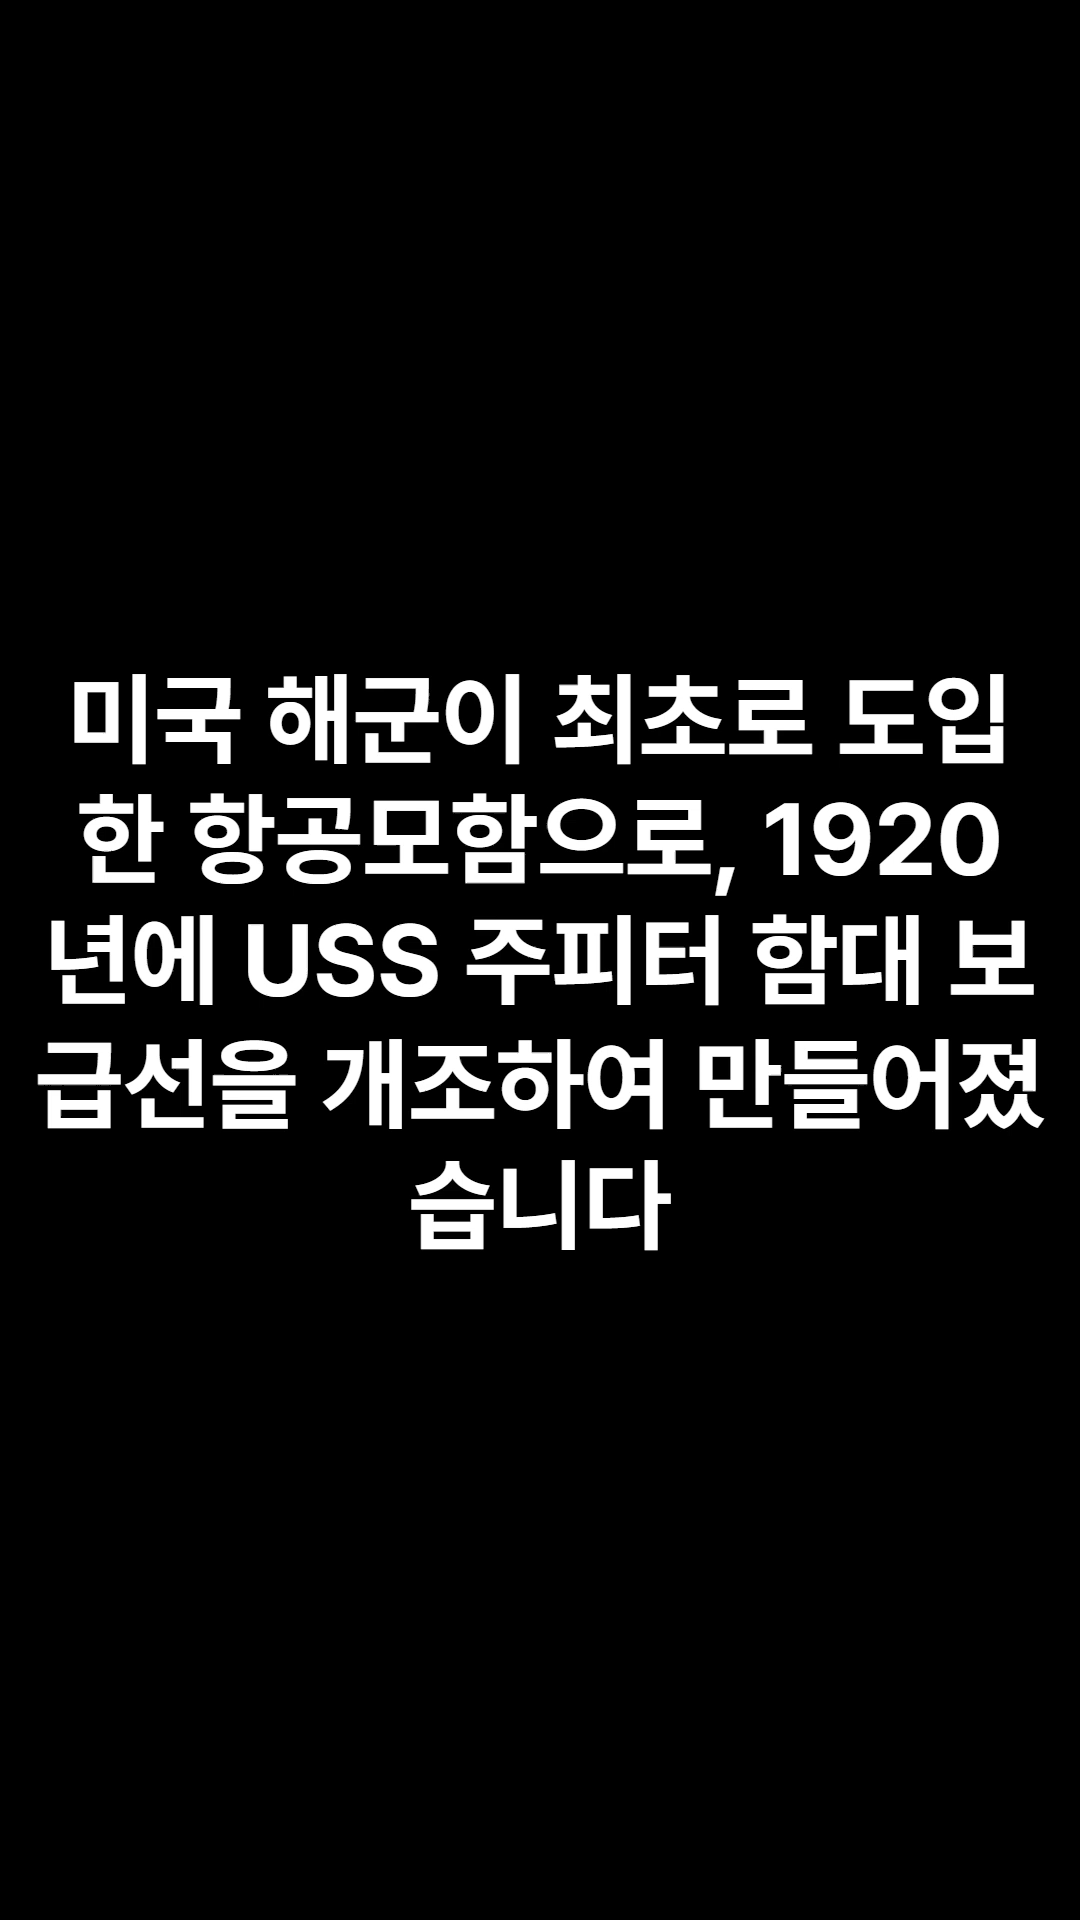 미국 해군이 최초로 도입
한 항공모함으로, 1920
년에 USS 주피터 함대 보
급선을 개조하여 만들어졌
습니다